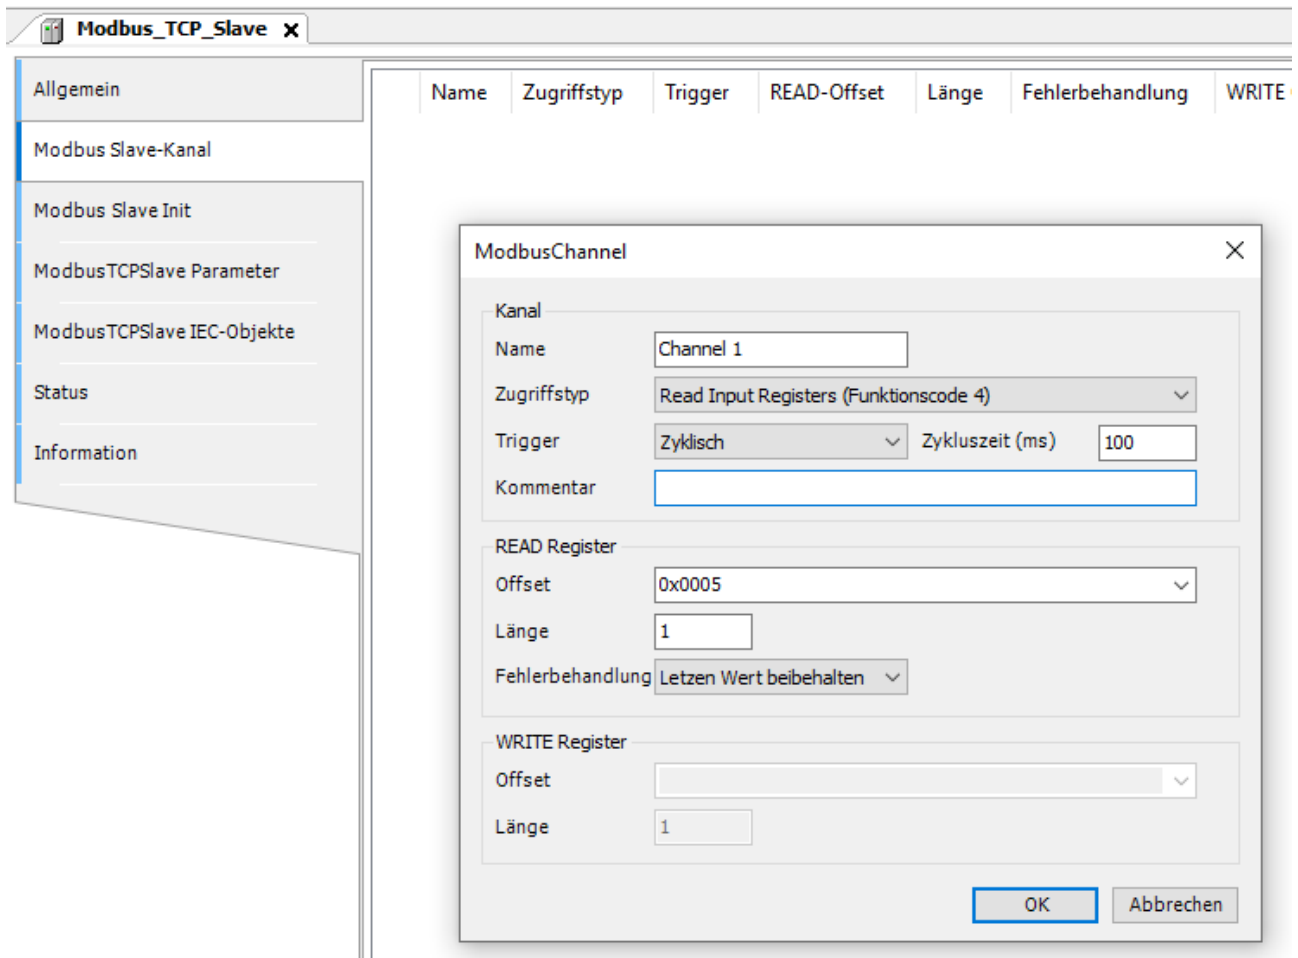 Modbus_TCP_Slave
Allgemein
Modbus Slave-Kanal
Modbus Slave Init
ModbusTCPSlave Parameter
ModbusTCPSlave IEC-Objekte
Status
Information
Name Zugriffstyp Trigger READ-Offset Länge Fehlerbehandlung WRITE
ModbusChannel
Kanal
Name Channel 1
Zugriffstyp Read Input Registers (Funktionscode 4)
Trigger Zyklisch Zykluszeit (ms) 100
Kommentar
READ Register
Offset 0x0005
Länge 1
Fehlerbehandlung Letzen Wert beibehalten
WRITE Register
Offset
Länge 1
OK Abbrechen